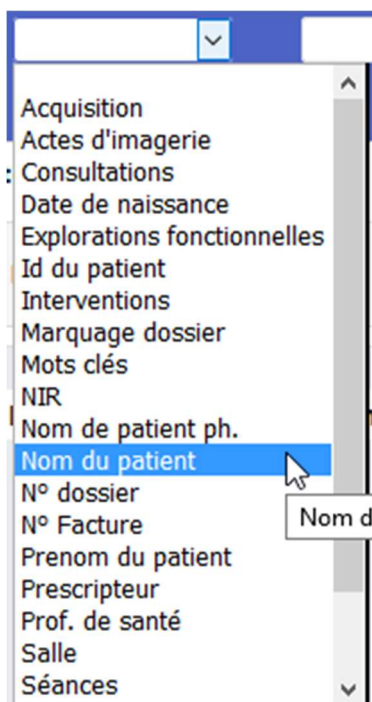 Acquisition
Actes d'imagerie
Consultations
Date de naissance
Explorations fonctionnelles
Id du patient
Interventions
Marquage dossier
Mots clés
NIR
Nom de patient ph.
Nom du patient
N° dossier
N° Facture
Nom d
Prenom du patient
Prescripteur
Prof. de santé
Salle
Séances